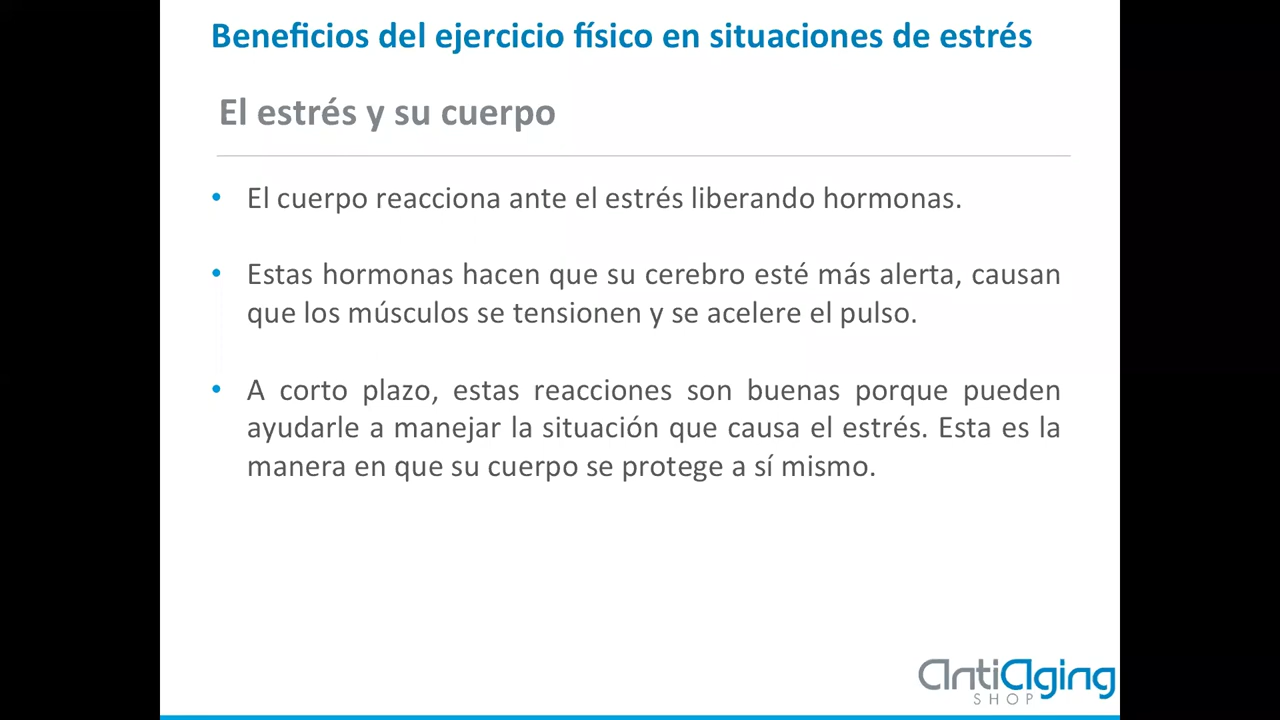 Beneficios del ejercicio físico en situaciones de estrés
El estrés y su cuerpo
• El cuerpo reacciona ante el estrés liberando hormonas.
• Estas hormonas hacen que su cerebro esté más alerta, causan
que los músculos se tensionen y se acelere el pulso.
• A corto plazo, estas reacciones son buenas porque pueden
ayudarle a manejar la situación que causa el estrés. Esta es la
manera en que su cuerpo se protege a sí mismo.
antiaging
SHOP